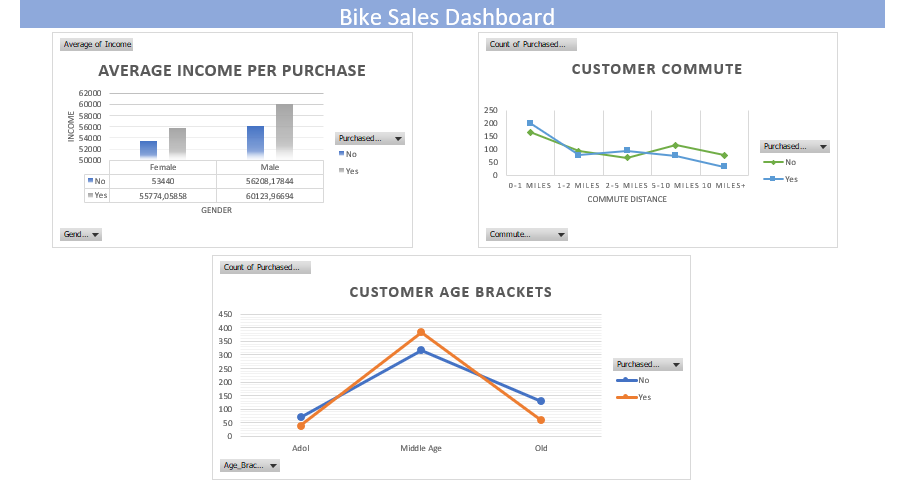 Bike Sales Dashboard
Average of Income
AVERAGE INCOME PER PURCHASE
62000
60000
58000
56000
54000
52000
50000
INCOME
Female Male
No 53440 56208,17844
Yes 55774,05858 60123,96694
GENDER
Purchased...
No
Yes
Gend...
Count of Purchased...
CUSTOMER COMMUTE
250
200
150
100
50
0
0-1 MILES 1-2 MILES 2-5 MILES 5-10 MILES 10 MILES+
COMMUTE DISTANCE
Purchased...
No
Yes
Commute...
Count of Purchased...
CUSTOMER AGE BRACKETS
450
400
350
300
250
200
150
100
50
0
Adol Middle Age Old
Purchased...
No
Yes
Age_Brac...